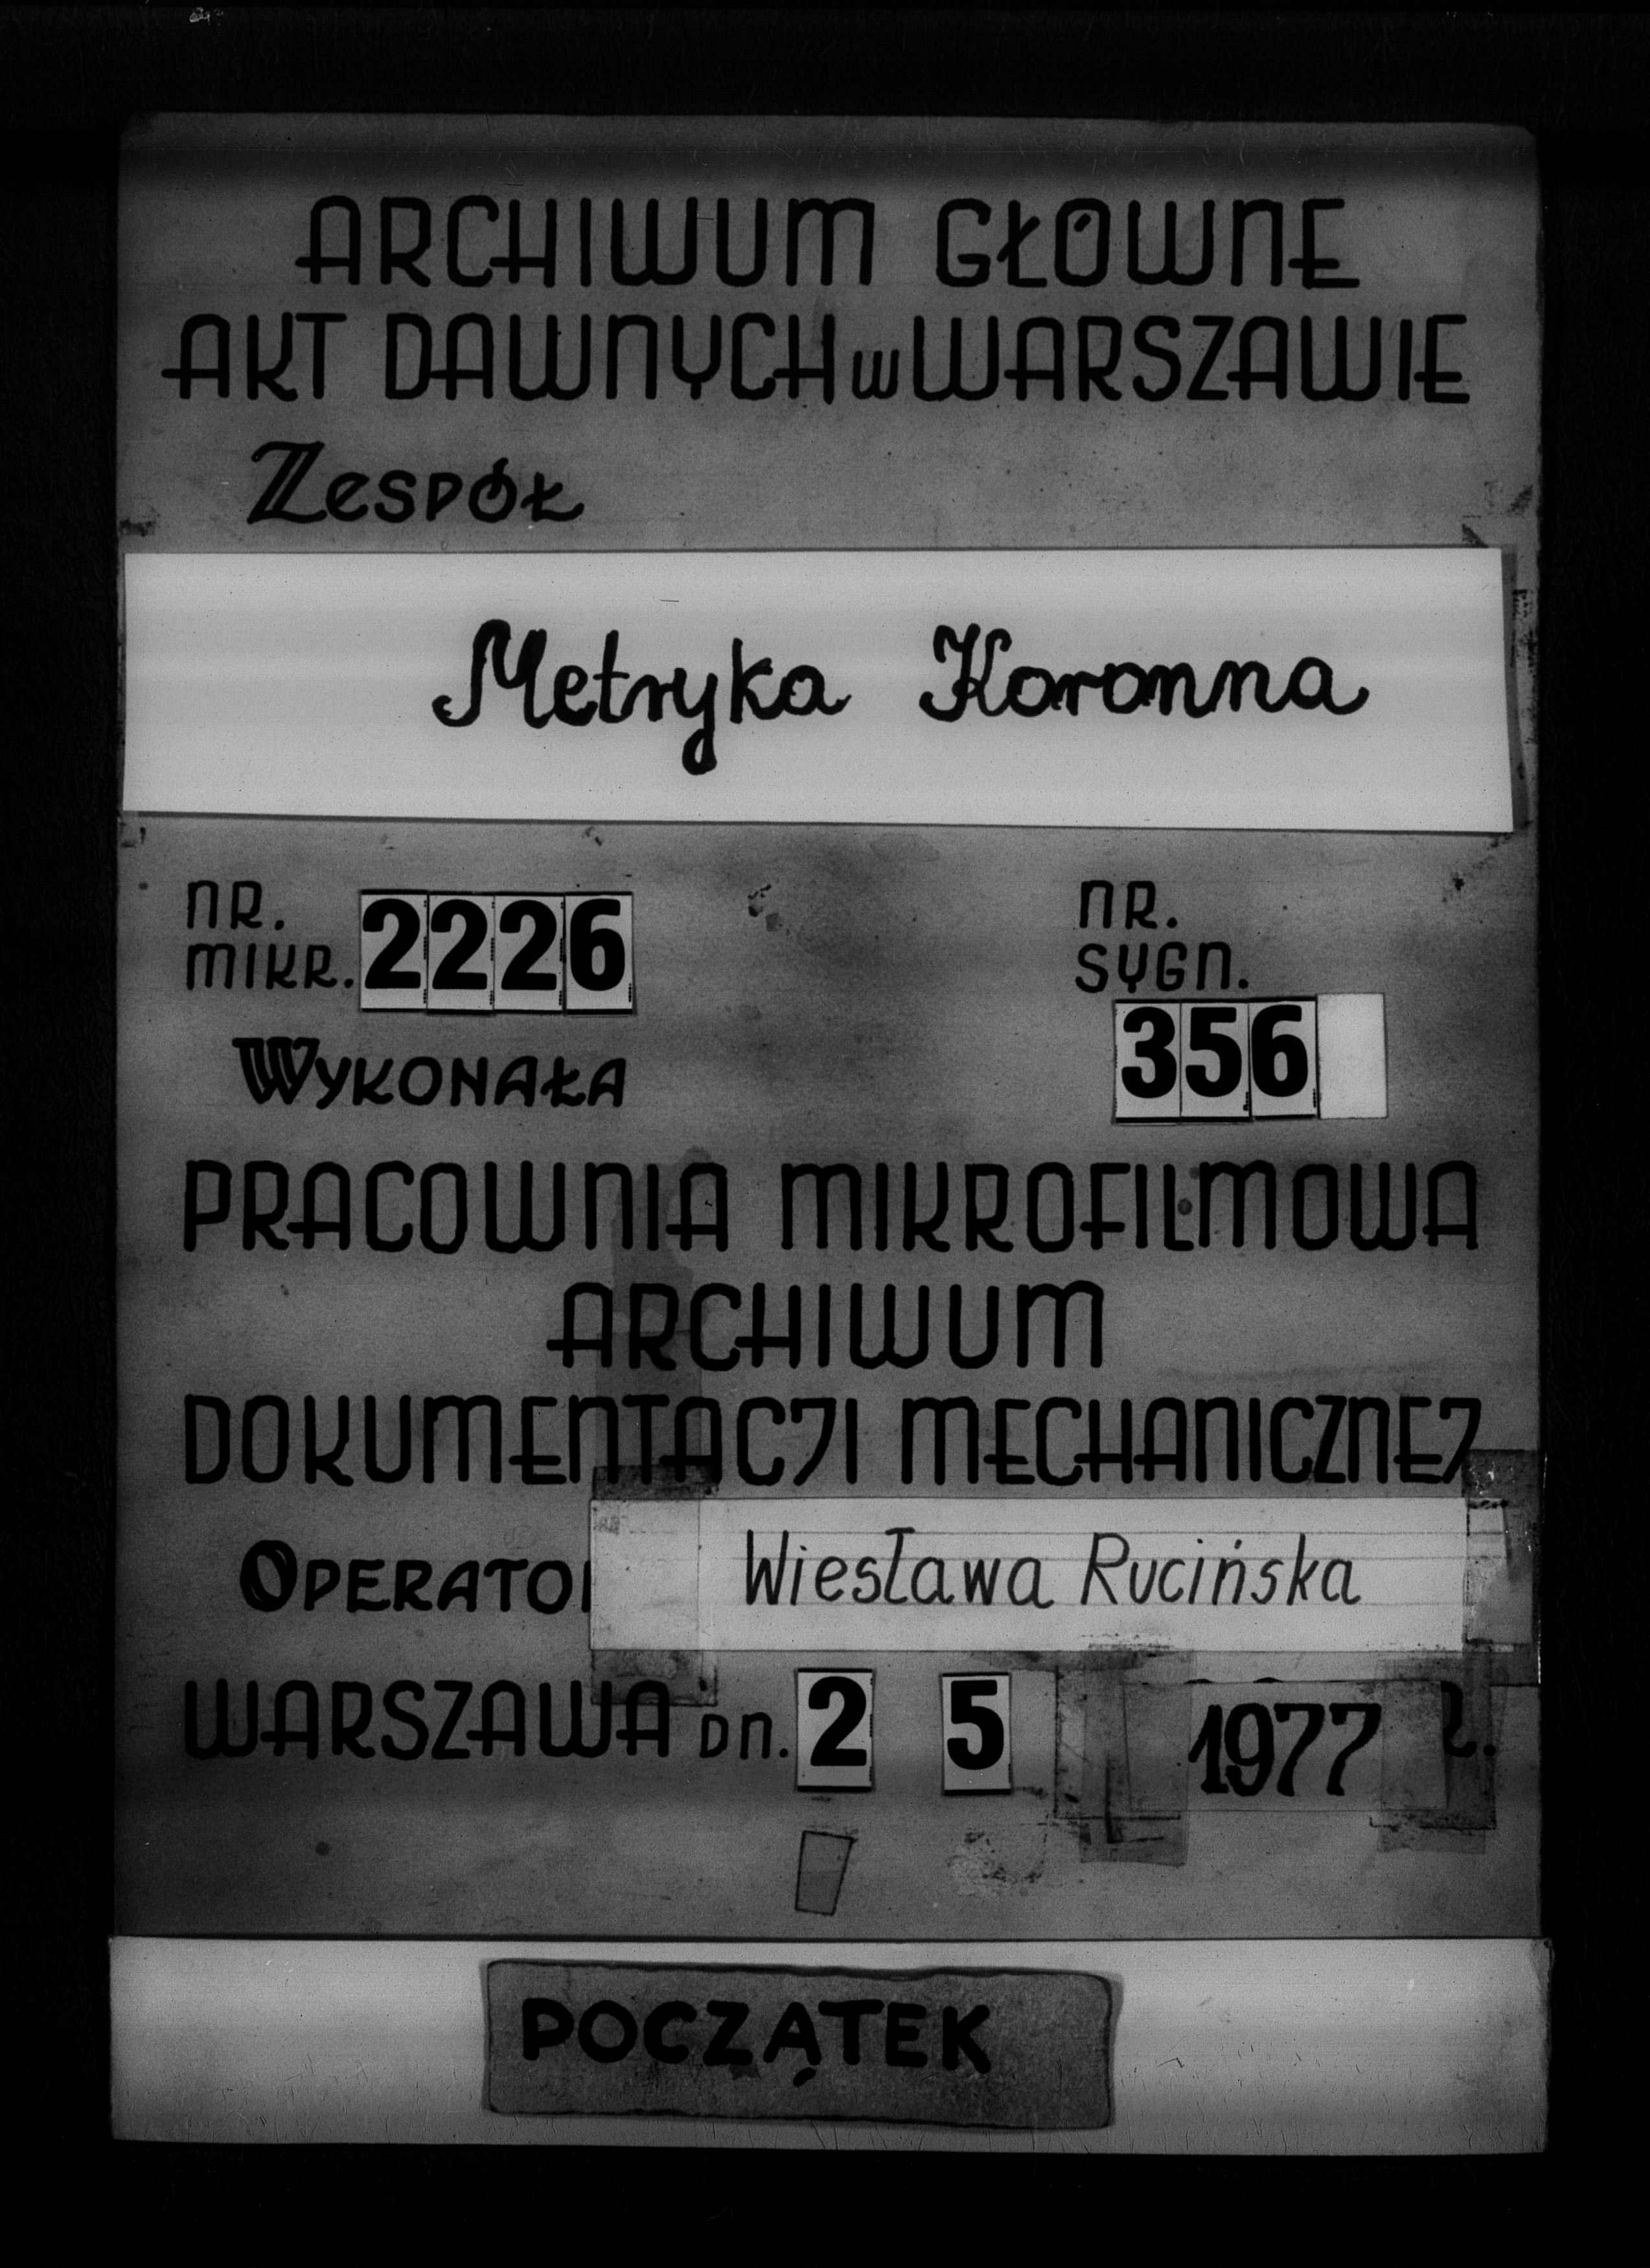 ARCHIWUM GŁÓWNE
AKT DAWNYCH w WARSZAWIE
Zespół
Metryka Koronna
NR.
MIKR. 2226
NR.
SYGN.
356
WYKONAŁA
PRACOWNIA MIKROFILMOWA
ARCHIWUM
DOKUMENTACJI MECHANICZNEJ
OPERATOR Wiesława Rucińska
WARSZAWA DN. 2 5 1977 r.
POCZĄTEK